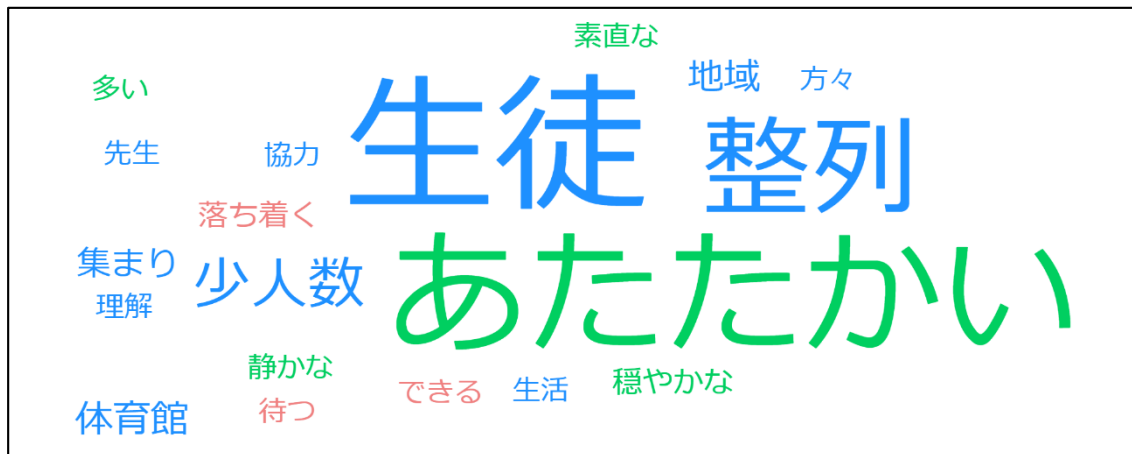 素直な
地域 方々
多い
生徒
整列
先生 協力
落ち着く
集まり 少人数 あたたかい
理解
静かな
できる 生活 穏やかな
体育館 待つ